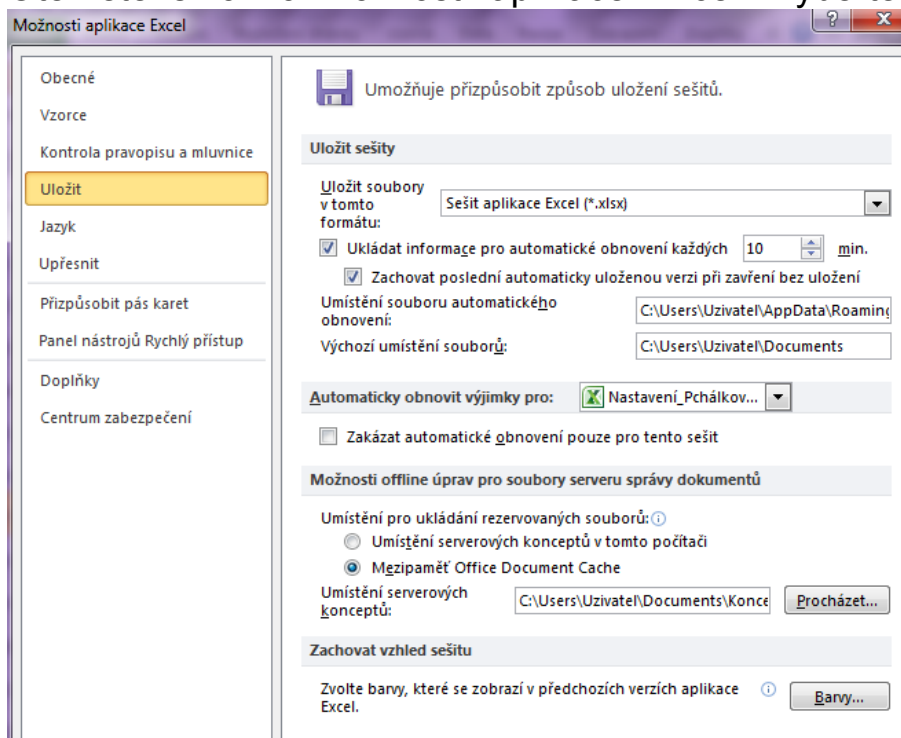 Možnosti aplikace Excel
Obecné
Vzorce
Kontrola pravopisu a mluvnice
Uložit
Jazyk
Upřesnit
Přizpůsobit pás karet
Panel nástrojů Rychlý přístup
Doplňky
Centrum zabezpečení
Umožňuje přizpůsobit způsob uložení sešitů.
Uložit sešity
Uložit soubory
v tomto
formátu:
Sešit aplikace Excel (*.xlsx)
Ukládat informace pro automatické obnovení každých 10 min.
Zachovat poslední automaticky uloženou verzi při zavření bez uložení
Umístění souboru automatického
obnovení:
C:\Users\Uzivatel\AppData\Roaming
Výchozí umístění souborů:
C:\Users\Uzivatel\Documents
Automaticky obnovit výjimky pro:
Nastavení_Pchálkov...
Zakázat automatické obnovení pouze pro tento sešit
Možnosti offline úprav pro soubory serveru správy dokumentů
Umístění pro ukládání rezervovaných souborů:
Umístění serverových konceptů v tomto počítači
Mezipaměť Office Document Cache
Umístění serverových
konceptů:
C:\Users\Uzivatel\Documents\Konce
Procházet...
Zachovat vzhled sešitu
Zvolte barvy, které se zobrazí v předchozích verzích aplikace
Excel.
Barvy...